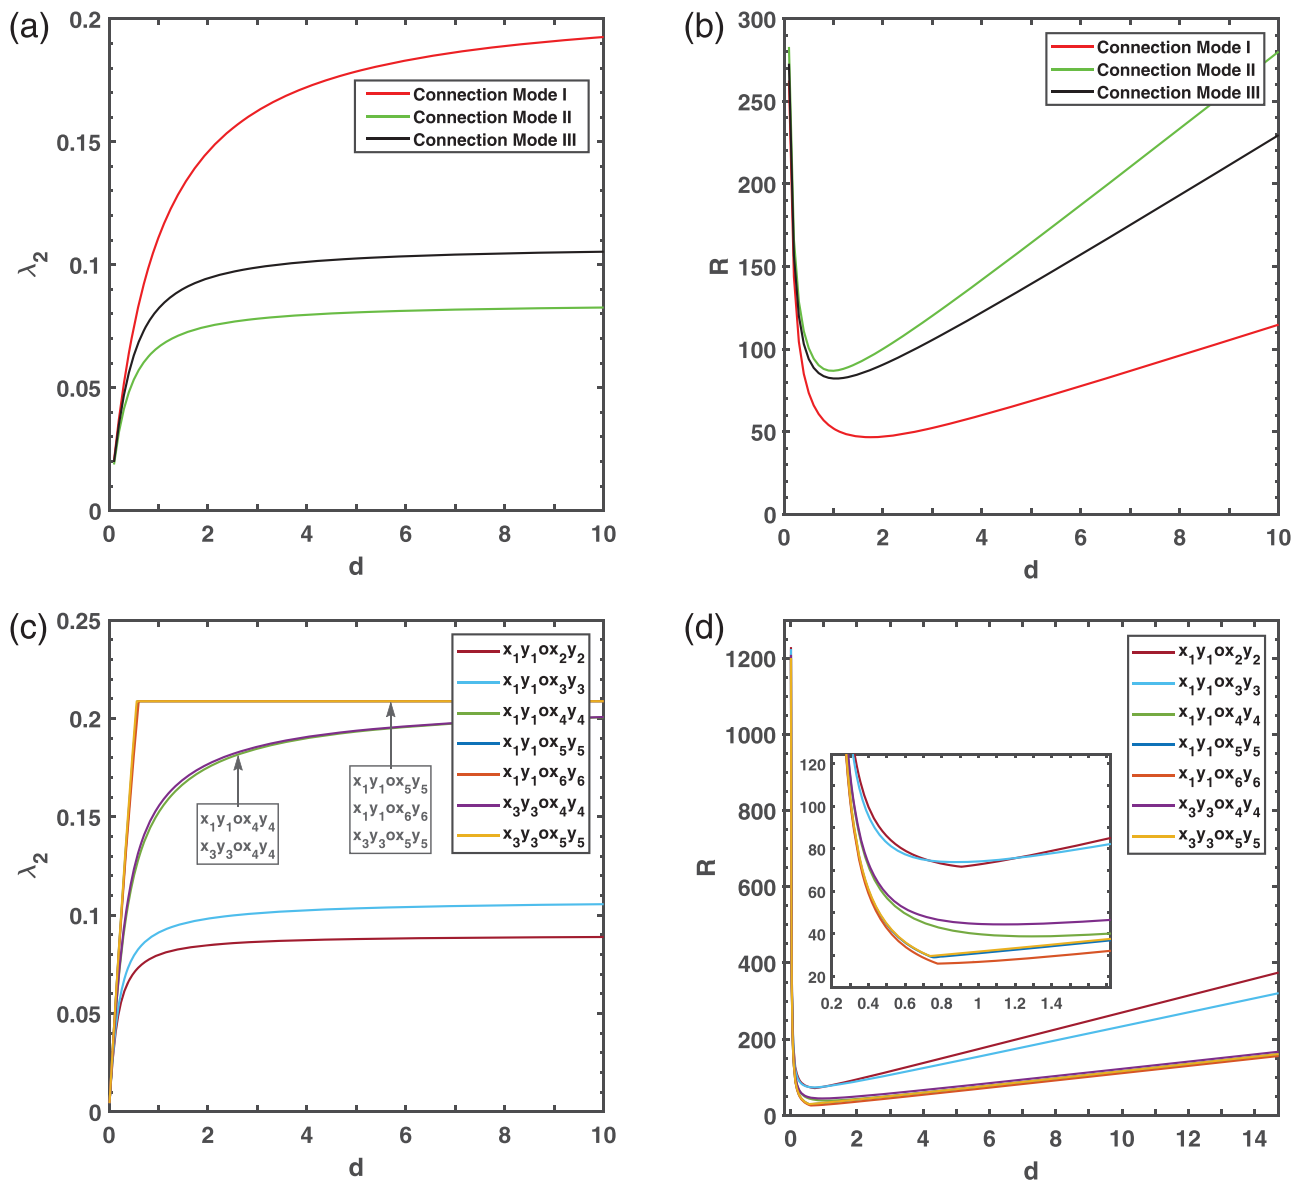 (a)
0.2
0.15
0.1
0.05
0
λ2
0 2 4 6 8 10
d
Connection Mode I
Connection Mode II
Connection Mode III
(b)
300
250
200
150
100
50
0
R
0 2 4 6 8 10
d
Connection Mode I
Connection Mode II
Connection Mode III
(c)
0.25
0.2
0.15
0.1
0.05
0
λ2
0 2 4 6 8 10
d
x1y1ox2y2
x1y1ox3y3
x1y1ox4y4
x1y1ox5y5
x1y1ox6y6
x3y3ox4y4
x3y3ox5y5
x1y1ox4y4
x3y3ox4y4
x1y1ox5y5
x1y1ox6y6
x3y3ox5y5
(d)
1200
1000
800
600
400
200
0
R
0 2 4 6 8 10 12 14
d
x1y1ox2y2
x1y1ox3y3
x1y1ox4y4
x1y1ox5y5
x1y1ox6y6
x3y3ox4y4
x3y3ox5y5
120
100
80
60
40
20
0.2 0.4 0.6 0.8 1 1.2 1.4